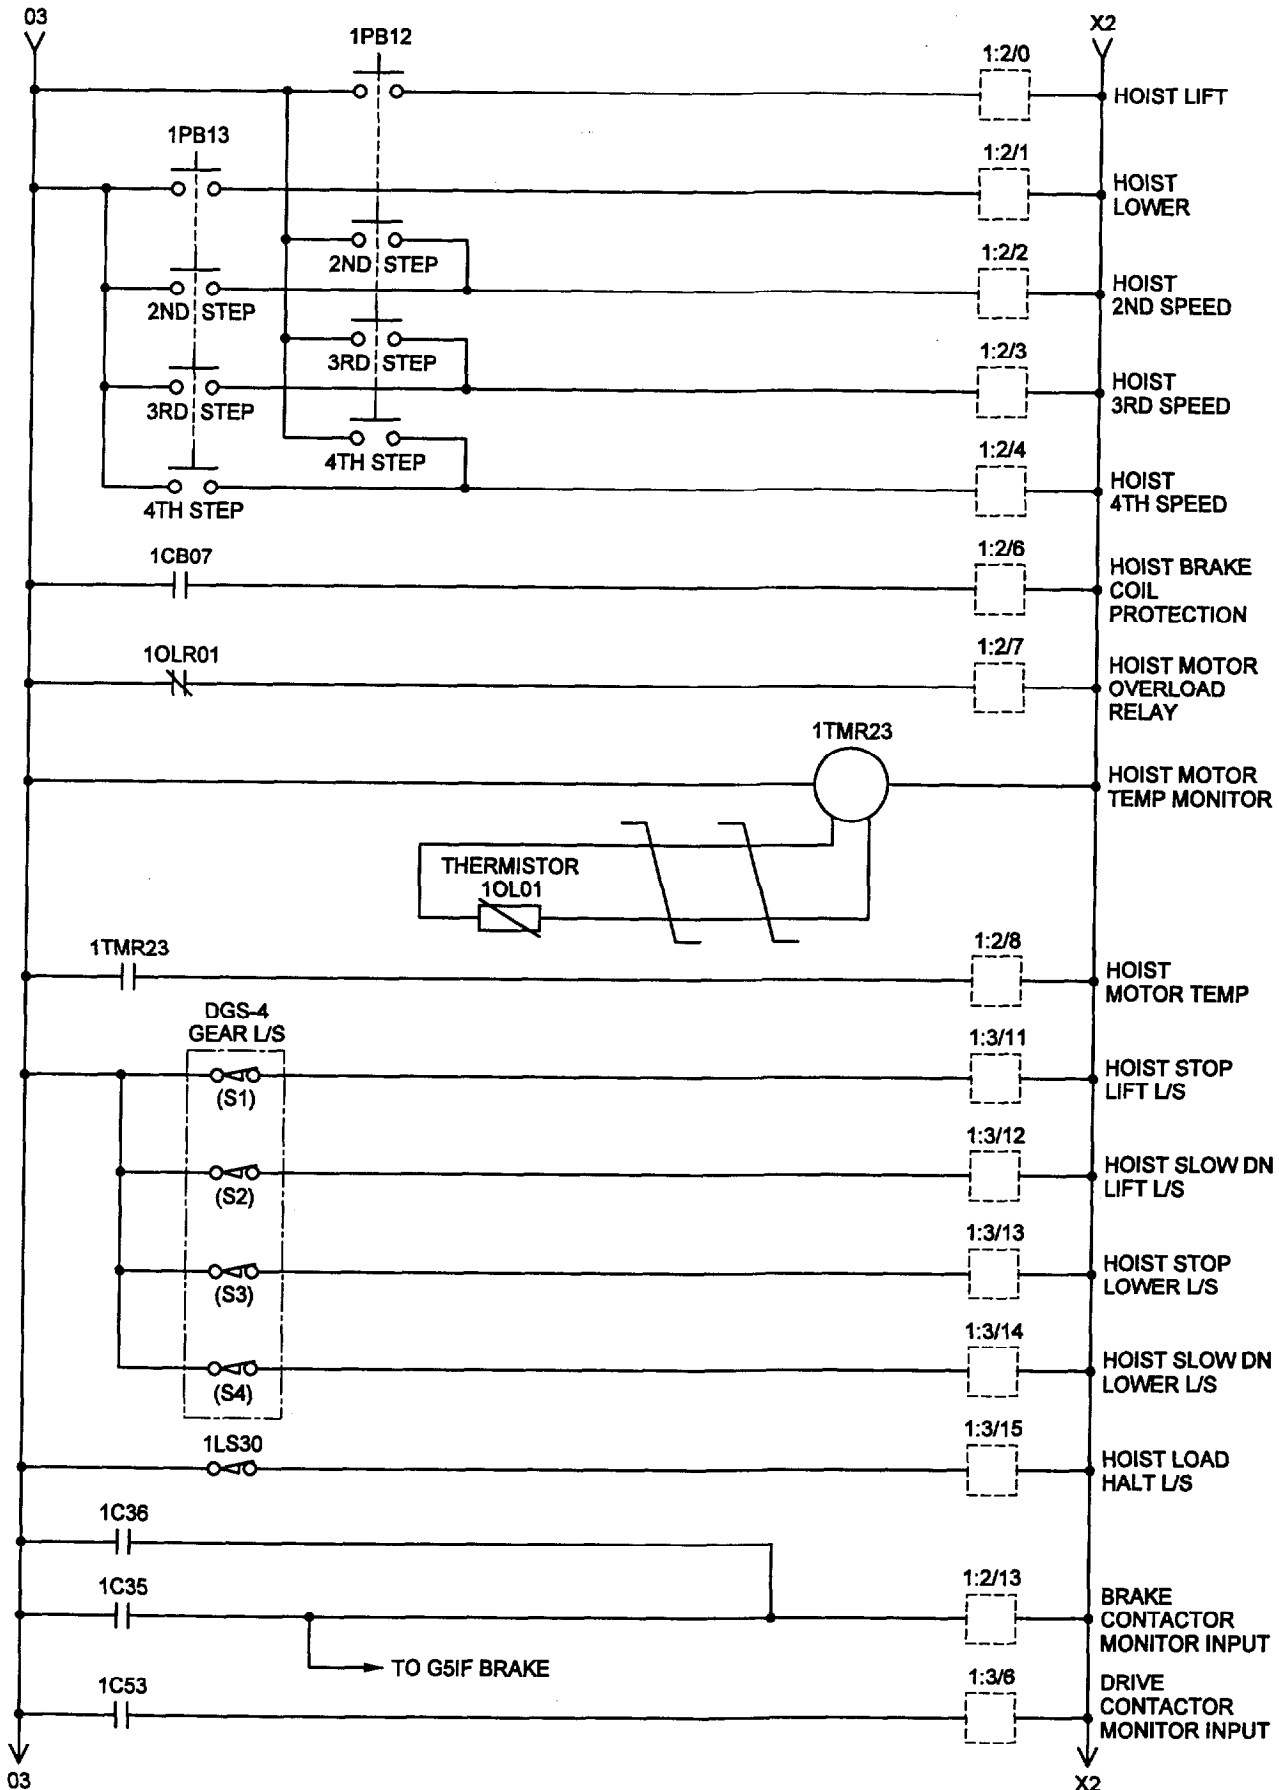 03
X2
1PB12
1:2/0
HOIST LIFT
1PB13
1:2/1
HOIST
LOWER
2ND STEP
1:2/2
HOIST
2ND SPEED
2ND STEP
3RD STEP
1:2/3
HOIST
3RD SPEED
3RD STEP
4TH STEP
1:2/4
HOIST
4TH SPEED
4TH STEP
1CB07
1:2/6
HOIST BRAKE
COIL
PROTECTION
1OLR01
1:2/7
HOIST MOTOR
OVERLOAD
RELAY
1TMR23
HOIST MOTOR
TEMP MONITOR
THERMISTOR
1OL01
1TMR23
1:2/8
HOIST
MOTOR TEMP
DGS-4
GEAR L/S
1:3/11
HOIST STOP
LIFT L/S
(S1)
1:3/12
HOIST SLOW DN
LIFT L/S
(S2)
1:3/13
HOIST STOP
LOWER L/S
(S3)
1:3/14
HOIST SLOW DN
LOWER L/S
(S4)
1LS30
1:3/15
HOIST LOAD
HALT L/S
1C36
1C35
1:2/13
BRAKE
CONTACTOR
MONITOR INPUT
TO G5IF BRAKE
1C53
1:3/6
DRIVE
CONTACTOR
MONITOR INPUT
03
X2